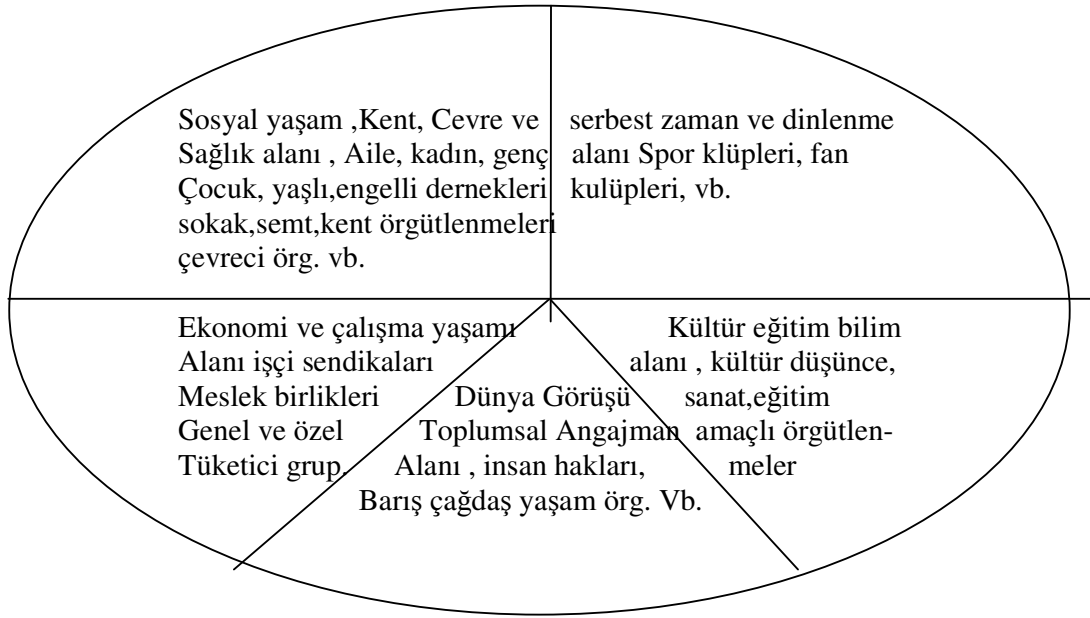 Sosyal yaşam ,Kent, Cevre ve
Sağlık alanı , Aile, kadın, genç
Çocuk, yaşlı,engelli dernekleri
sokak,semt,kent örgütlenmeleri
çevreci örg. vb.
serbest zaman ve dinlenme
alanı Spor klüpleri, fan
kulüpleri, vb.
Ekonomi ve çalışma yaşamı
Alanı işçi sendikaları
Meslek birlikleri
Genel ve özel
Tüketici grup.
Dünya Görüşü
Toplumsal Angajman
Alanı , insan hakları,
Barış çağdaş yaşam örg. Vb.
Kültür eğitim bilim
alanı , kültür düşünce,
sanat,eğitim
amaçlı örgütlen-
meler